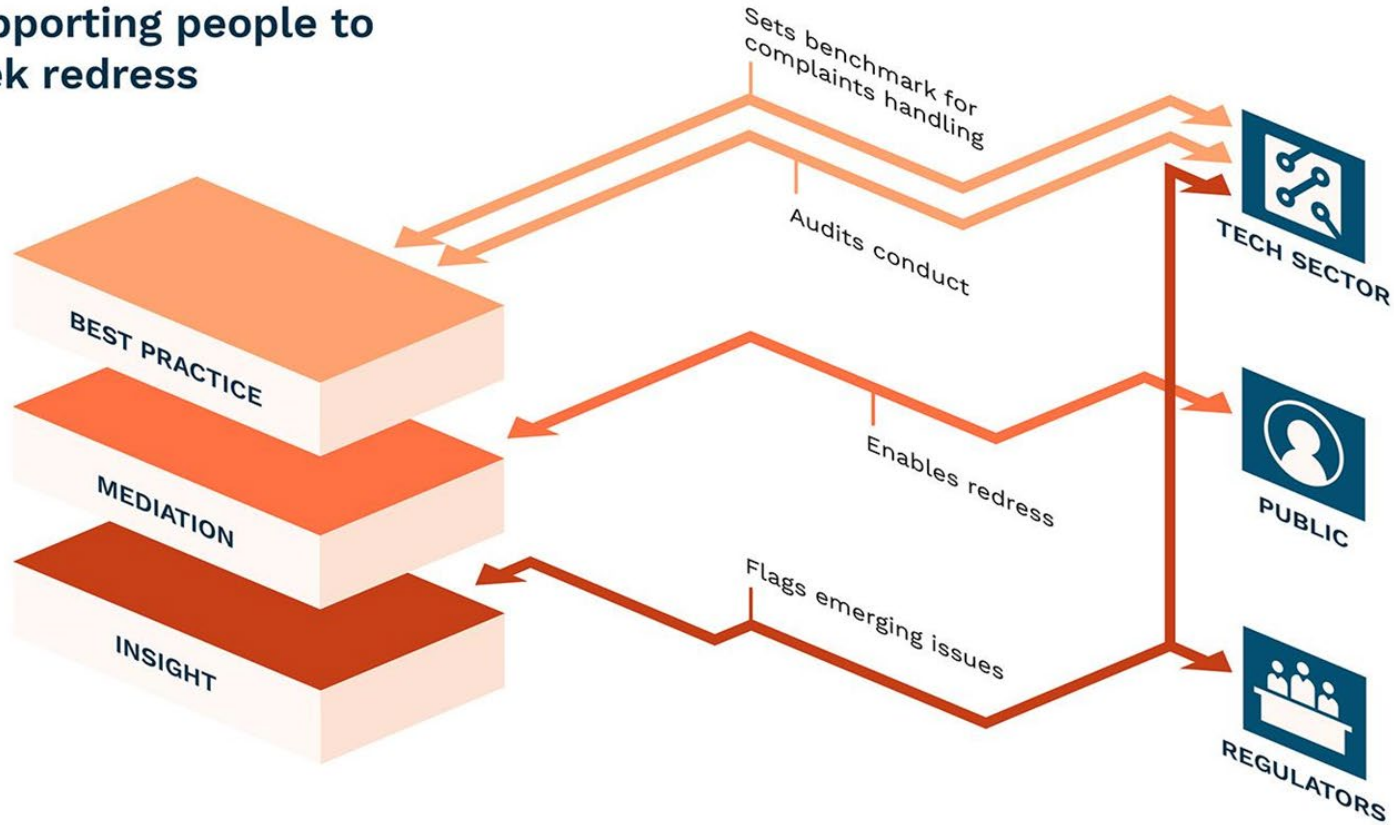 pporting people to
ek redress
Sets benchmark for
complaints handling
Audits conduct
TECH SECTOR
BEST PRACTICE
Enables redress
MEDIATION
PUBLIC
Flags emerging issues
INSIGHT
REGULATORS